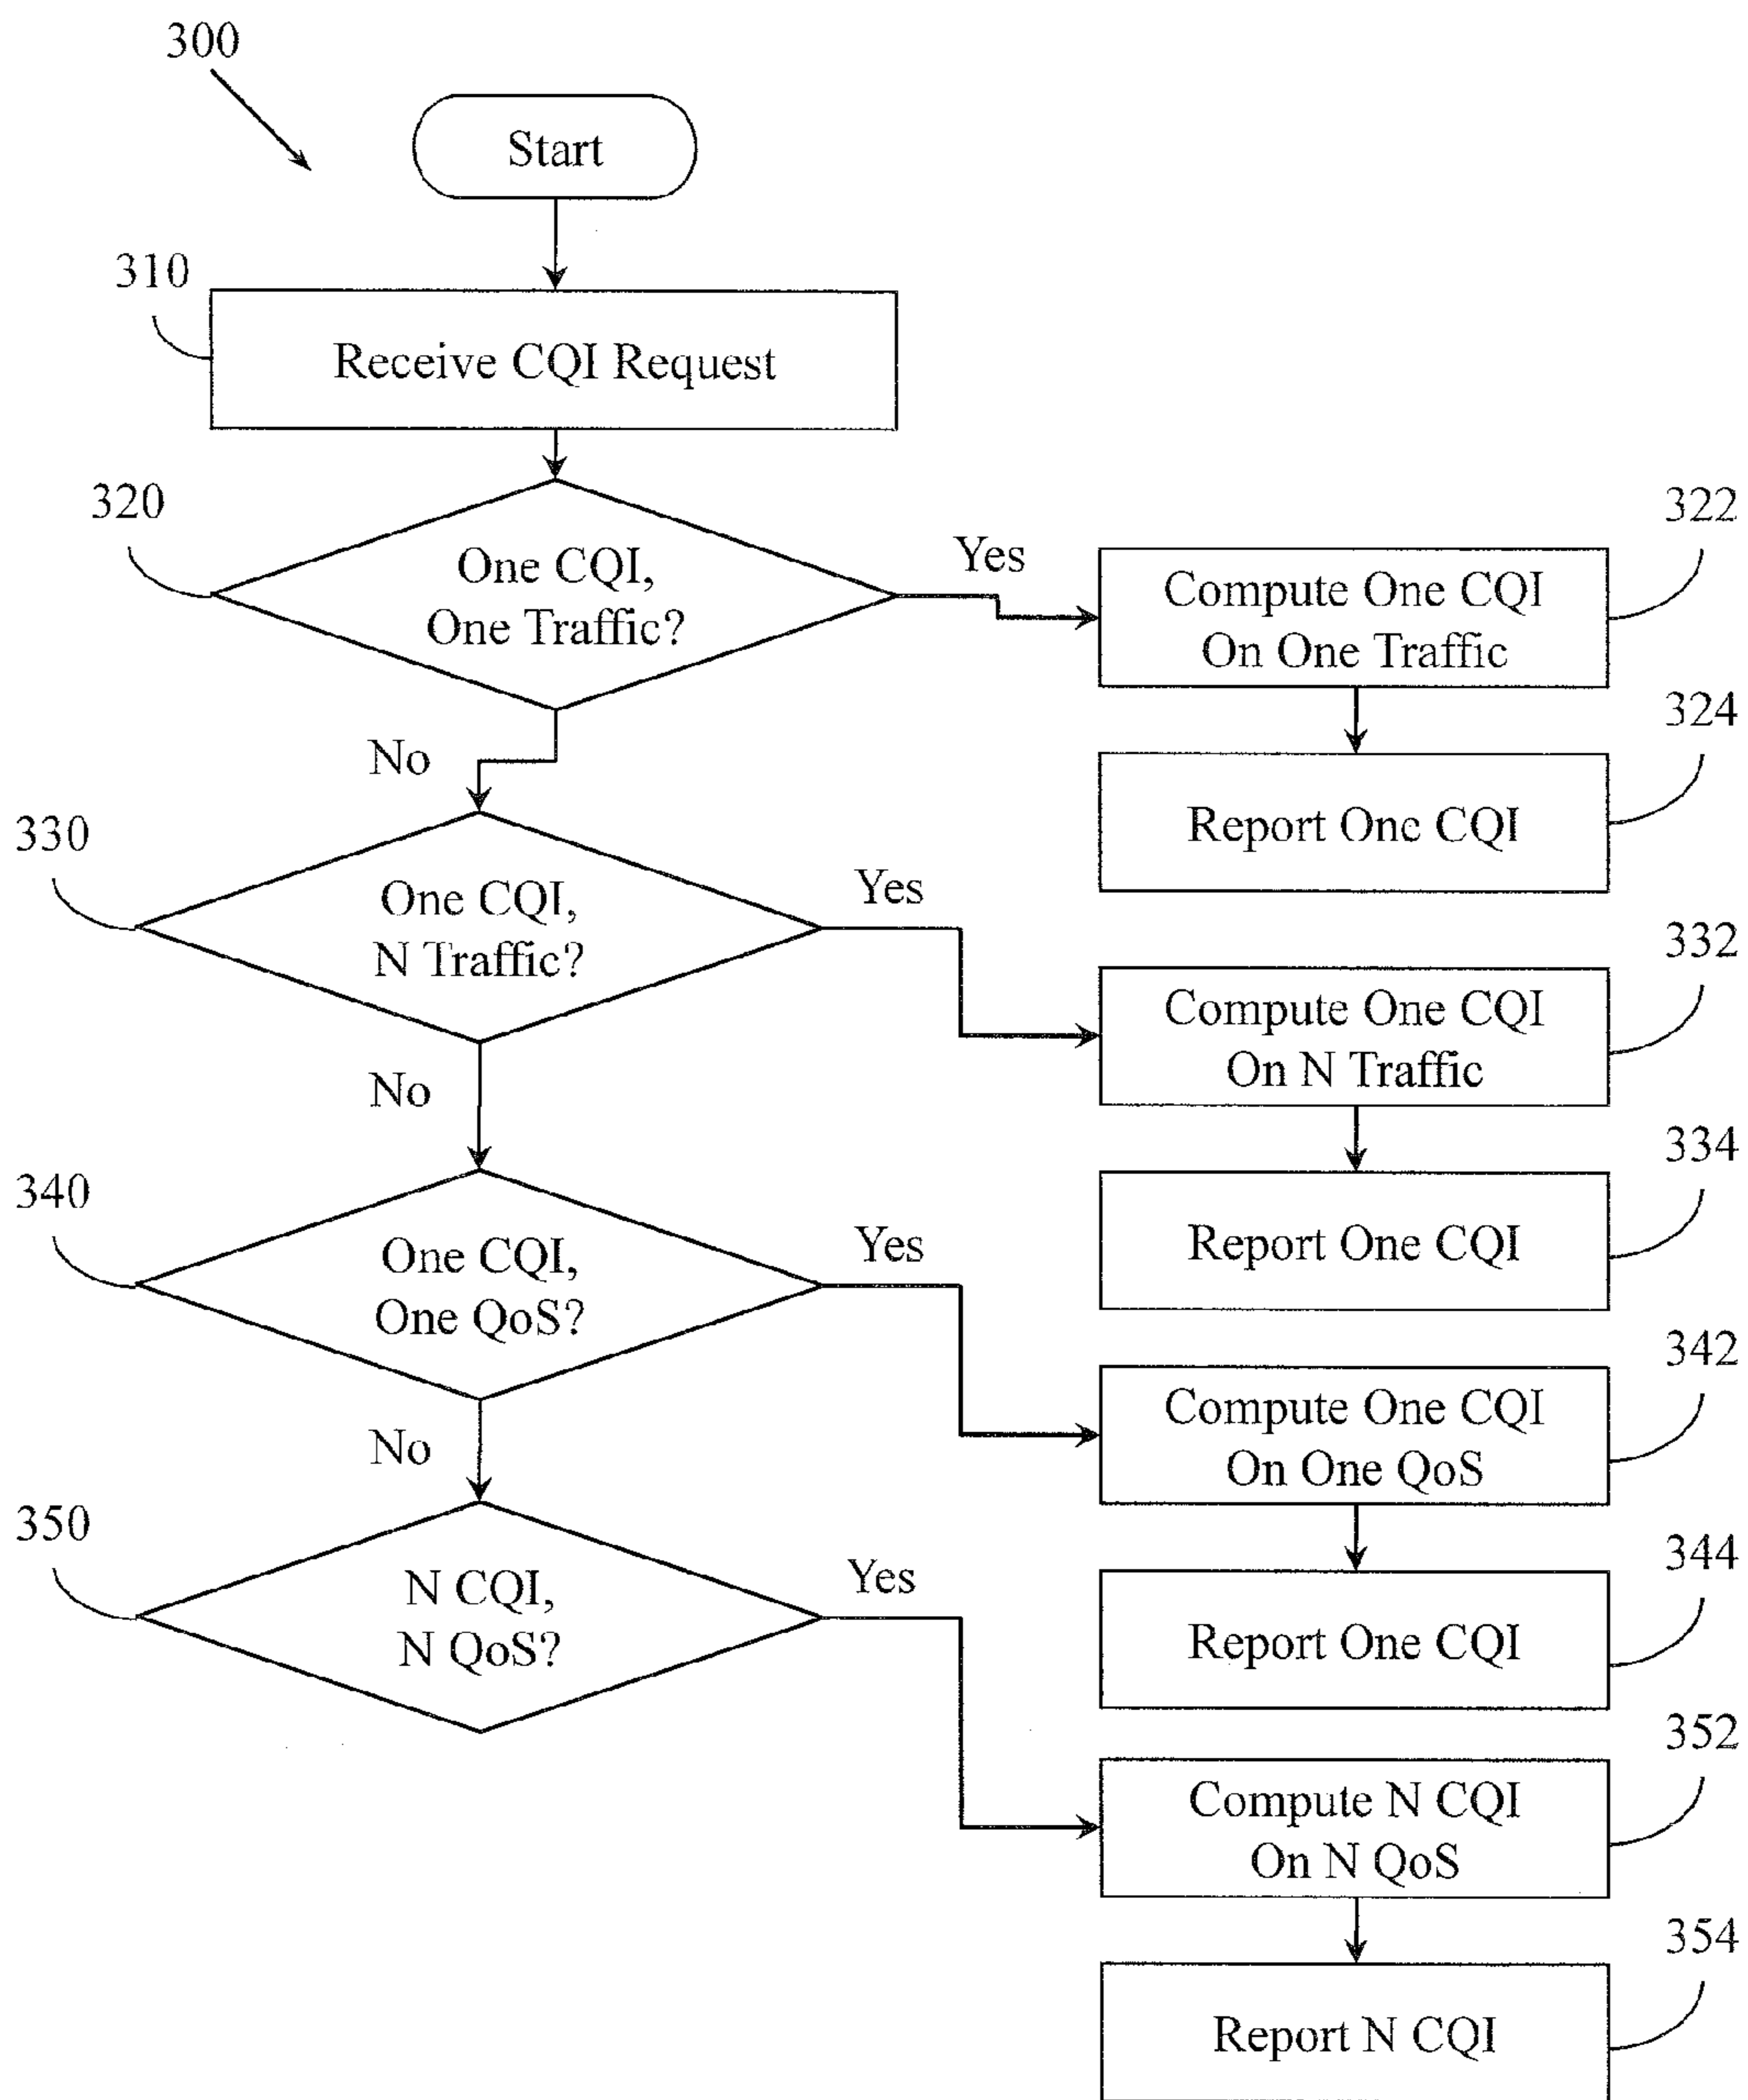 300
Start
310
Receive CQI Request
320
One CQI,
One Traffic?
Yes
322
Compute One CQI
On One Traffic
324
Report One CQI
No
330
One CQI,
N Traffic?
Yes
332
Compute One CQI
On N Traffic
334
Report One CQI
No
340
One CQI,
One QoS?
Yes
342
Compute One CQI
On One QoS
344
Report One CQI
No
350
N CQI,
N QoS?
Yes
352
Compute N CQI
On N QoS
354
Report N CQI